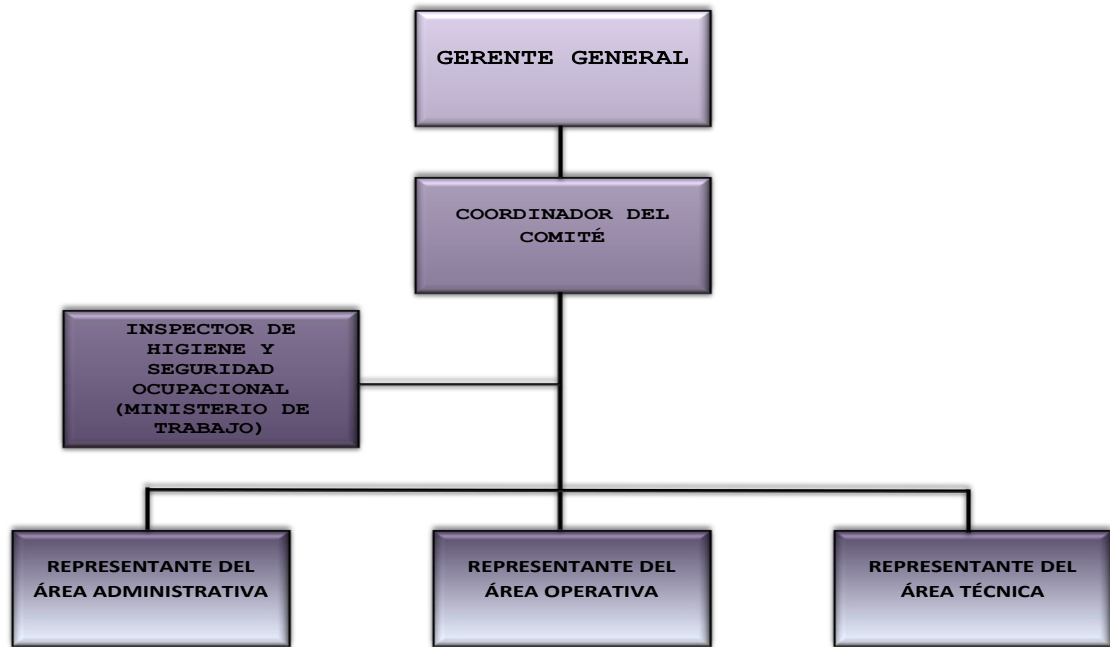 GERENTE GENERAL
COORDINADOR DEL
COMITÉ
INSPECTOR DE
HIGIENE Y
SEGURIDAD
OCUPACIONAL
(MINISTERIO DE
TRABAJO)
REPRESENTANTE DEL
ÁREA ADMINISTRATIVA
REPRESENTANTE DEL
ÁREA OPERATIVA
REPRESENTANTE DEL
ÁREA TÉCNICA